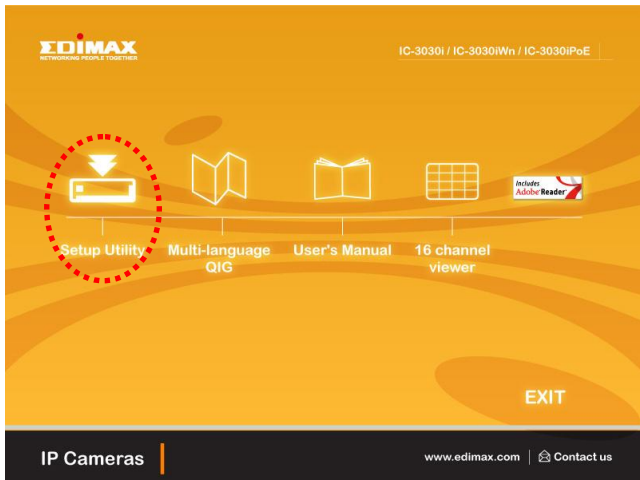 EDIMAX
NETWORKING PEOPLE TOGETHER
IC-3030i / IC-3030iWn / IC-3030iPoE
Includes
Adobe Reader
Setup Utility
Multi-language
QIG
User's Manual
16 channel
viewer
EXIT
IP Cameras
www.edimax.com
Contact us